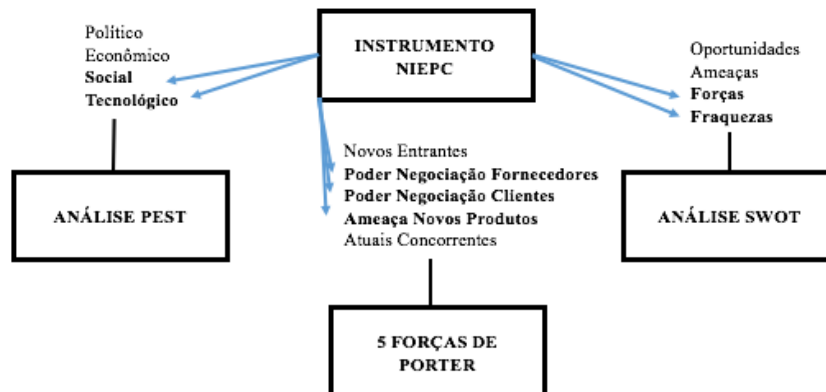 INSTRUMENTO
NIEPC
Político
Econômico
Social
Tecnológico
Oportunidades
Ameaças
Forças
Fraquezas
Novos Entrantes
Poder Negociação Fornecedores
Poder Negociação Clientes
Ameaça Novos Produtos
Atuais Concorrentes
ANÁLISE PEST
ANÁLISE SWOT
5 FORÇAS DE
PORTER